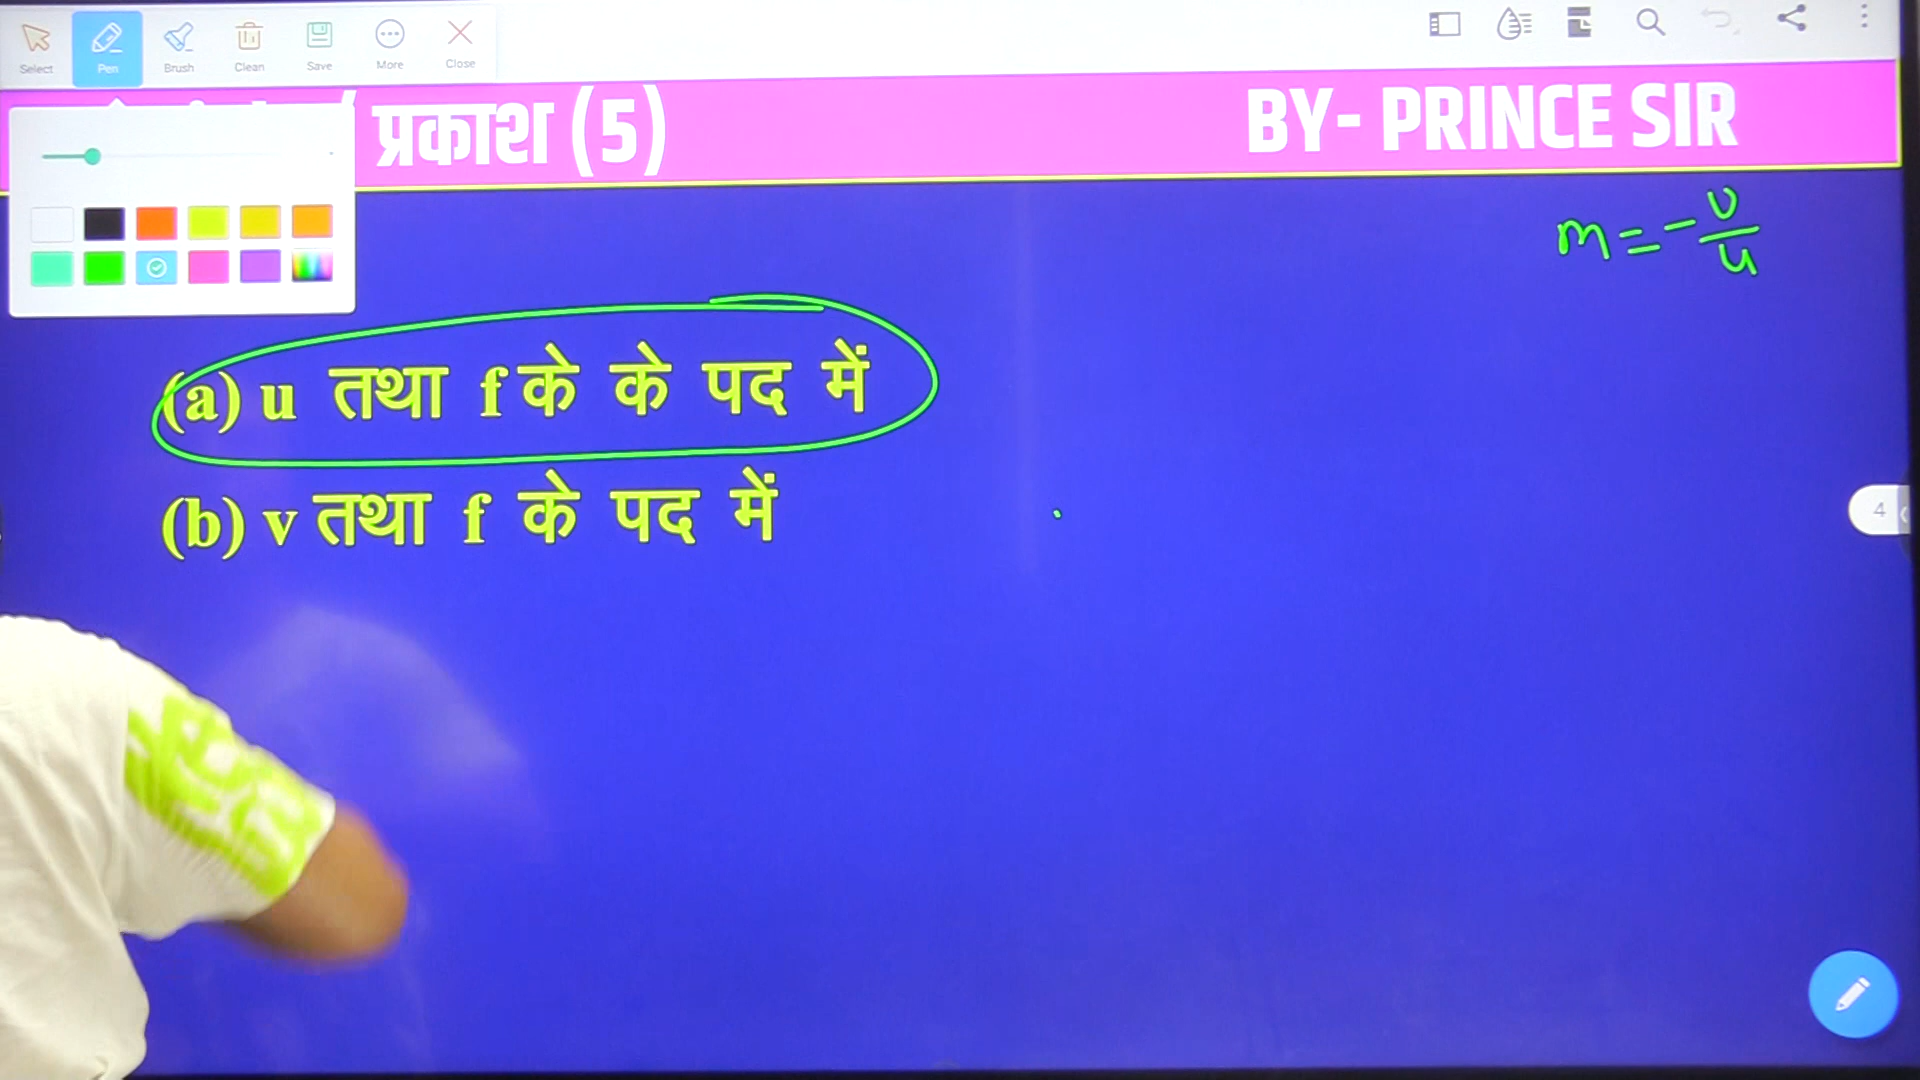 Select Pen Brush Clean Save More Close
प्रकाश (5) BY- PRINCE SIR
m = - v/u
(a) u तथा f के के पद में
(b) v तथा f के पद में
4